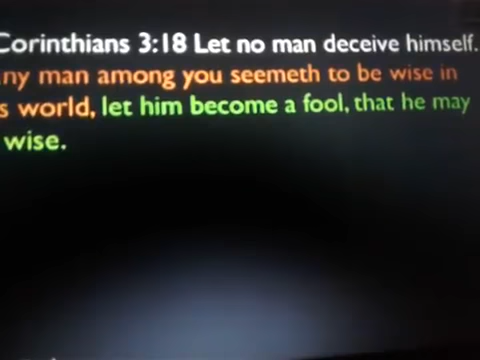 Corinthians 3:18 Let no man deceive himself.
ny man among you seemeth to be wise in
s world, let him become a fool, that he may
wise.